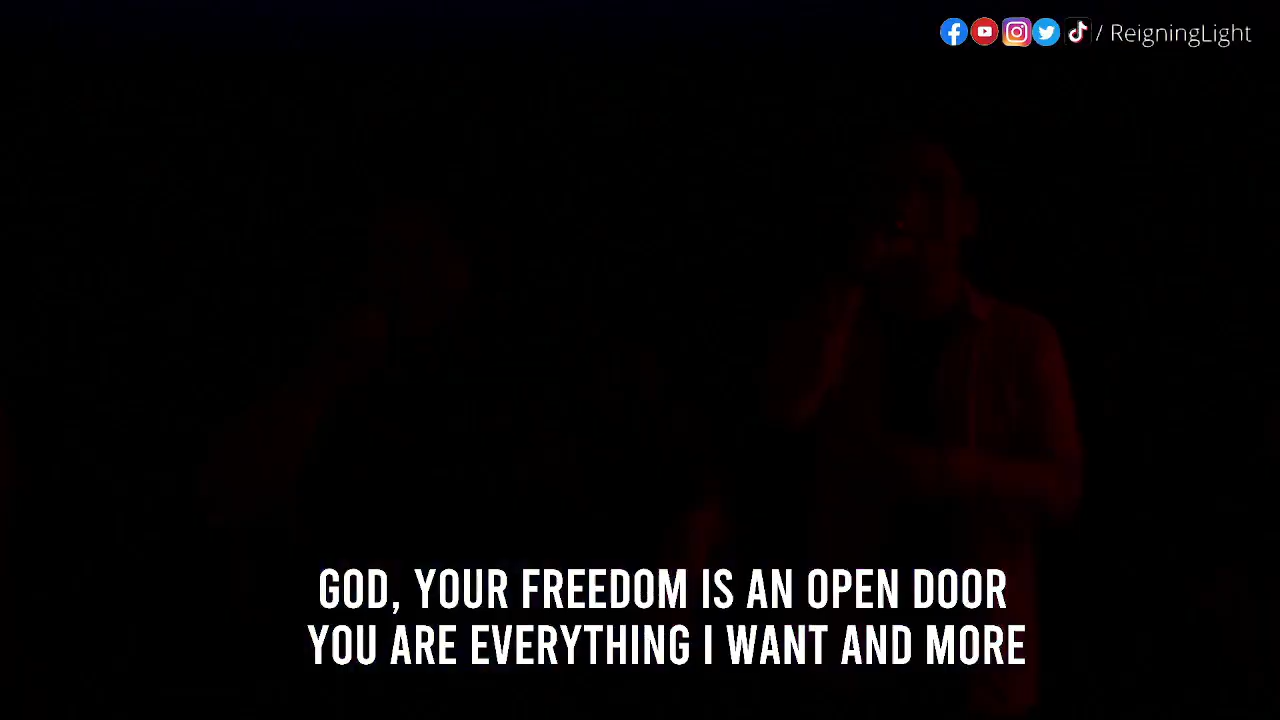 / ReigningLight
GOD, YOUR FREEDOM IS AN OPEN DOOR
YOU ARE EVERYTHING I WANT AND MORE